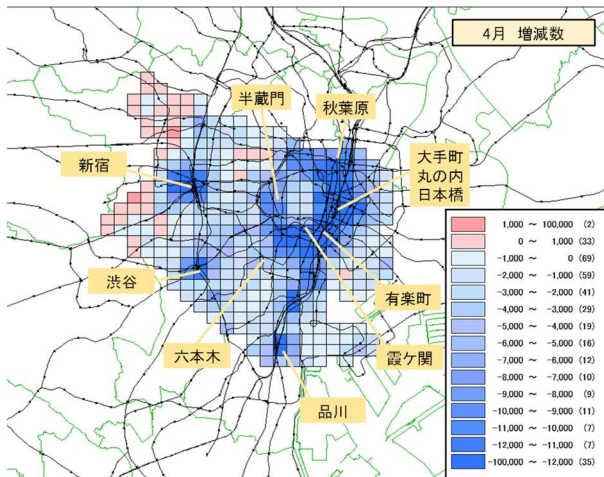 4月 増減数
半蔵門
秋葉原
新宿
大手町
丸の内
日本橋
渋谷
有楽町
六本木
霞ケ関
品川
1,000 ～ 100,000 (2)
0 ～ 1,000 (33)
-1,000 ～ 0 (69)
-2,000 ～ -1,000 (59)
-3,000 ～ -2,000 (41)
-4,000 ～ -3,000 (29)
-5,000 ～ -4,000 (19)
-6,000 ～ -5,000 (16)
-7,000 ～ -6,000 (12)
-8,000 ～ -7,000 (10)
-9,000 ～ -8,000 (9)
-10,000 ～ -9,000 (11)
-11,000 ～ -10,000 (7)
-12,000 ～ -11,000 (7)
-100,000 ～ -12,000 (35)